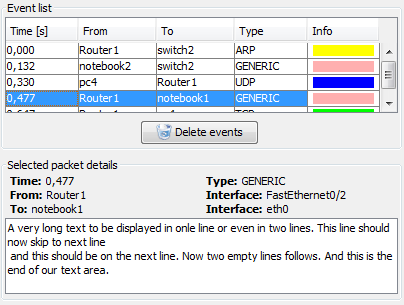 Event list
Time [s] From To Type Info
0,000 Router1 switch2 ARP
0,132 notebook2 switch2 GENERIC
0,330 pc4 Router1 UDP
0,477 Router1 notebook1 GENERIC
Delete events
Selected packet details
Time: 0,477 Type: GENERIC
From: Router1 Interface: FastEthernet0/2
To: notebook1 Interface: eth0
A very long text to be displayed in onle line or even in two lines. This line should
now skip to next line
and this should be on the next line. Now two empty lines follows. And this is the
end of our text area.